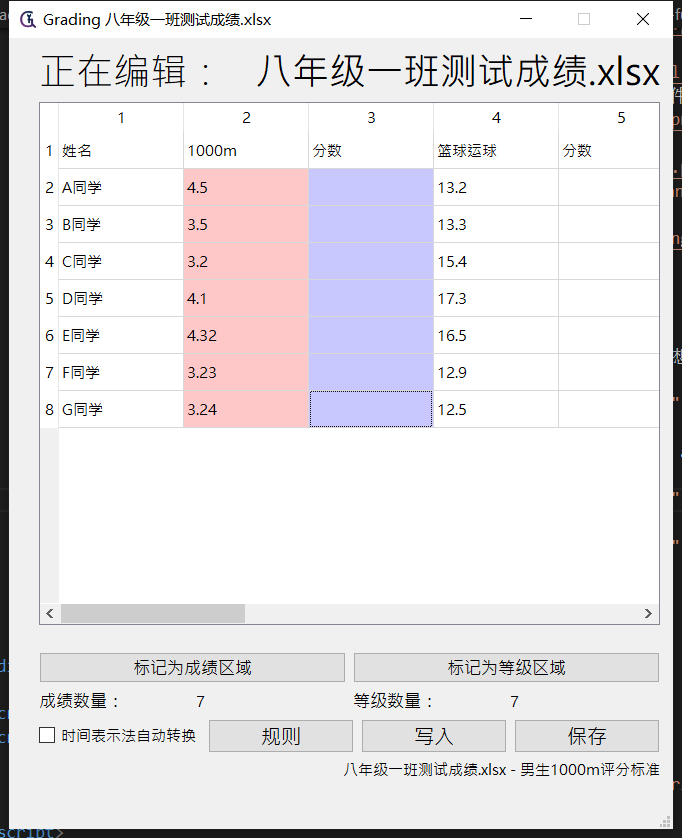 Grading 八年级一班测试成绩.xlsx
正在编辑： 八年级一班测试成绩.xlsx
1 2 3 4 5
1 姓名 1000m 分数 篮球运球 分数
2 A同学 4.5 13.2
3 B同学 3.5 13.3
4 C同学 3.2 15.4
5 D同学 4.1 17.3
6 E同学 4.32 16.5
7 F同学 3.23 12.9
8 G同学 3.24 12.5
标记为成绩区域 标记为等级区域
成绩数量： 7 等级数量： 7
时间表示法自动转换 规则 写入 保存
八年级一班测试成绩.xlsx - 男生1000m评分标准
script>